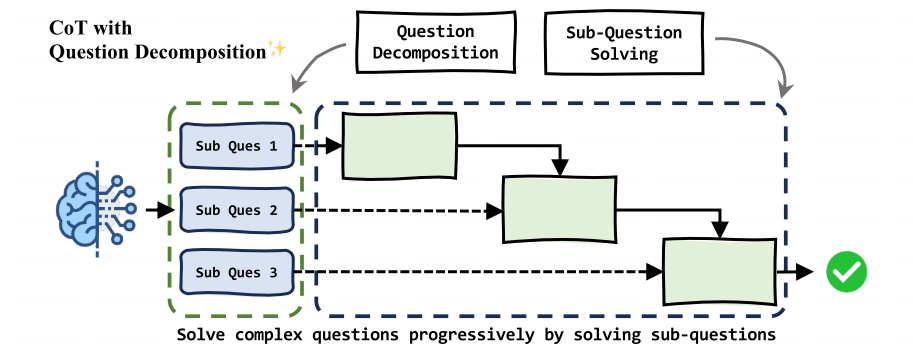 CoT with
Question Decomposition✨
Question
Decomposition
Sub-Question
Solving
Sub Ques 1
Sub Ques 2
Sub Ques 3
Solve complex questions progressively by solving sub-questions